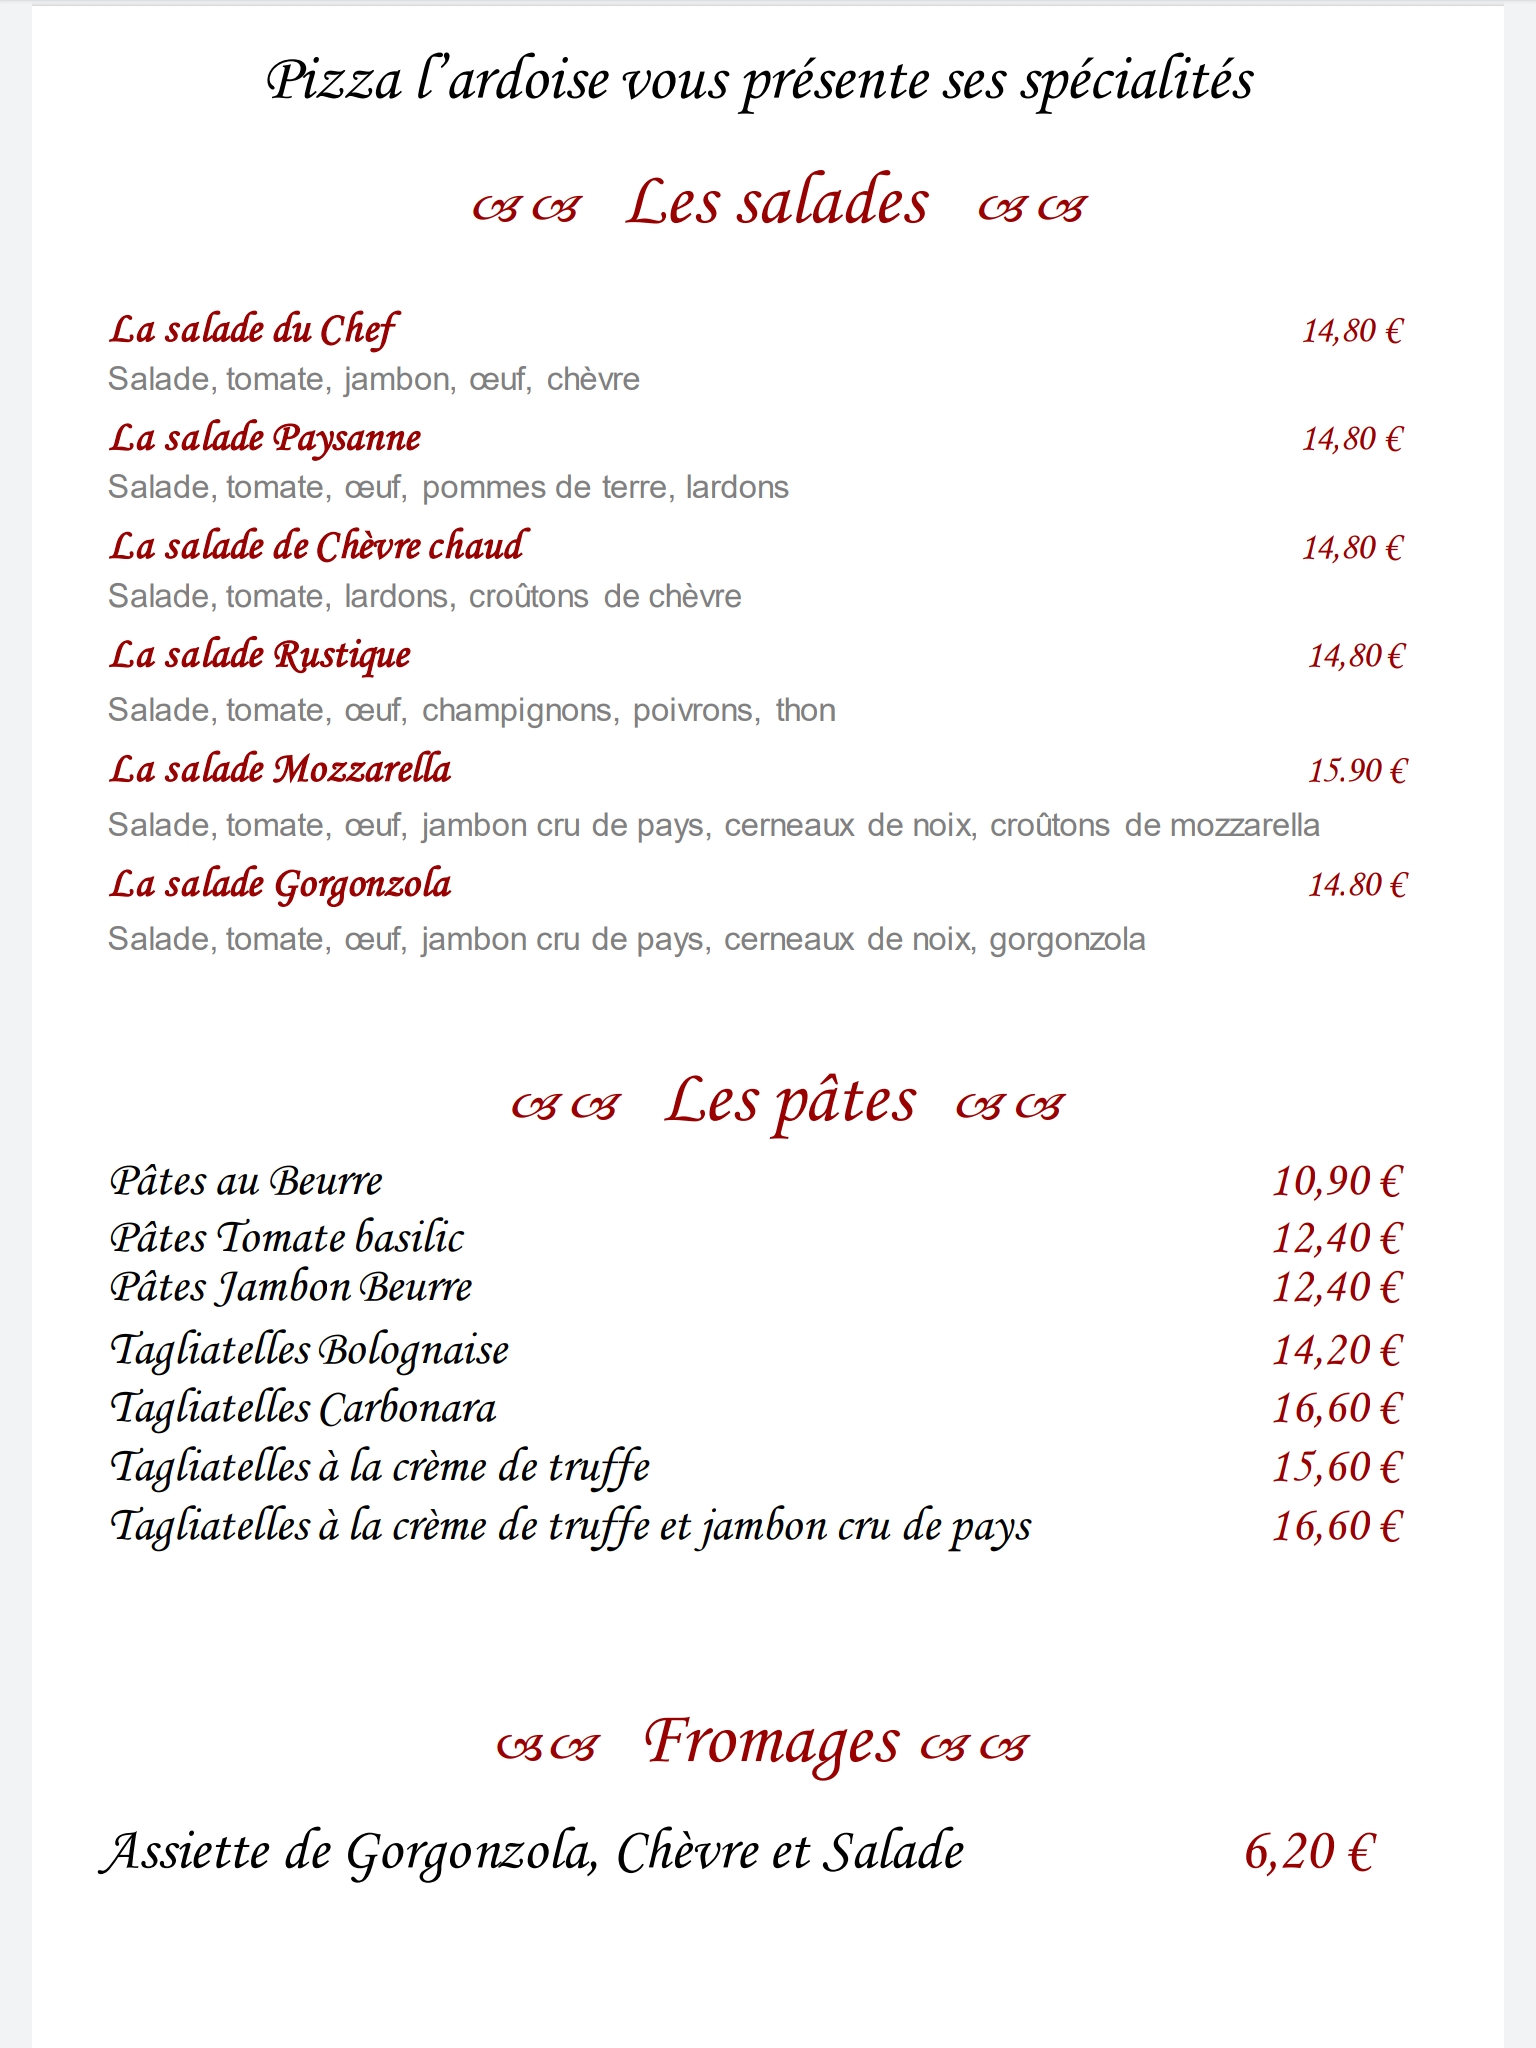 Pizza l’ardoise vous présente ses spécialités
Les salades
La salade du Chef 14,80 €
Salade, tomate, jambon, œuf, chèvre
La salade Paysanne 14,80 €
Salade, tomate, œuf, pommes de terre, lardons
La salade de Chèvre chaud 14,80 €
Salade, tomate, lardons, croûtons de chèvre
La salade Rustique 14,80 €
Salade, tomate, œuf, champignons, poivrons, thon
La salade Mozzarella 15.90 €
Salade, tomate, œuf, jambon cru de pays, cerneaux de noix, croûtons de mozzarella
La salade Gorgonzola 14.80 €
Salade, tomate, œuf, jambon cru de pays, cerneaux de noix, gorgonzola
Les pâtes
Pâtes au Beurre 10,90 €
Pâtes Tomate basilic 12,40 €
Pâtes Jambon Beurre 12,40 €
Tagliatelles Bolognaise 14,20 €
Tagliatelles Carbonara 16,60 €
Tagliatelles à la crème de truffe 15,60 €
Tagliatelles à la crème de truffe et jambon cru de pays 16,60 €
Fromages
Assiette de Gorgonzola, Chèvre et Salade 6,20 €